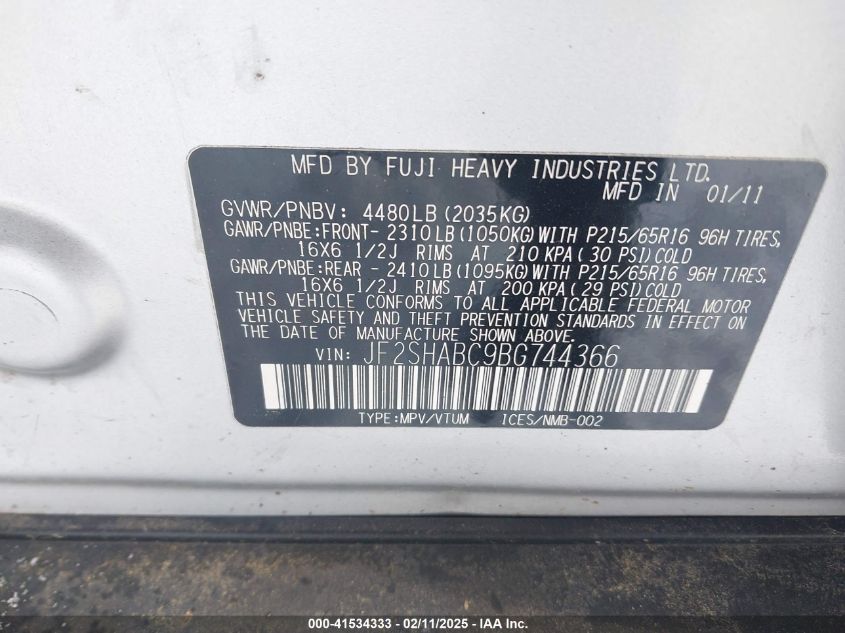 MFD BY FUJI HEAVY INDUSTRIES LTD.
MFD IN 01/11
GVWR/PNBV: 4480LB(2035KG)
GAWR/PNBE:FRONT-2310LB(1050KG)WITH P215/65R16 96H TIRES,
16X6 1/2J RIMS AT 210 KPA(30 PSI)COLD
GAWR/PNBE:REAR -2410LB(1095KG)WITH P215/65R16 96H TIRES,
16X6 1/2J RIMS AT 200 KPA(29 PSI)COLD
THIS VEHICLE CONFORMS TO ALL APPLICABLE FEDERAL MOTOR
VEHICLE SAFETY AND THEFT PREVENTION STANDARDS IN EFFECT ON
THE DATE OF MANUFACTURE SHOWN ABOVE.
VIN: JF2SHABC9BG744366
TYPE:MPV/VTUM ICES/NMB-002
000-41534333 - 02/11/2025 - IAA Inc.